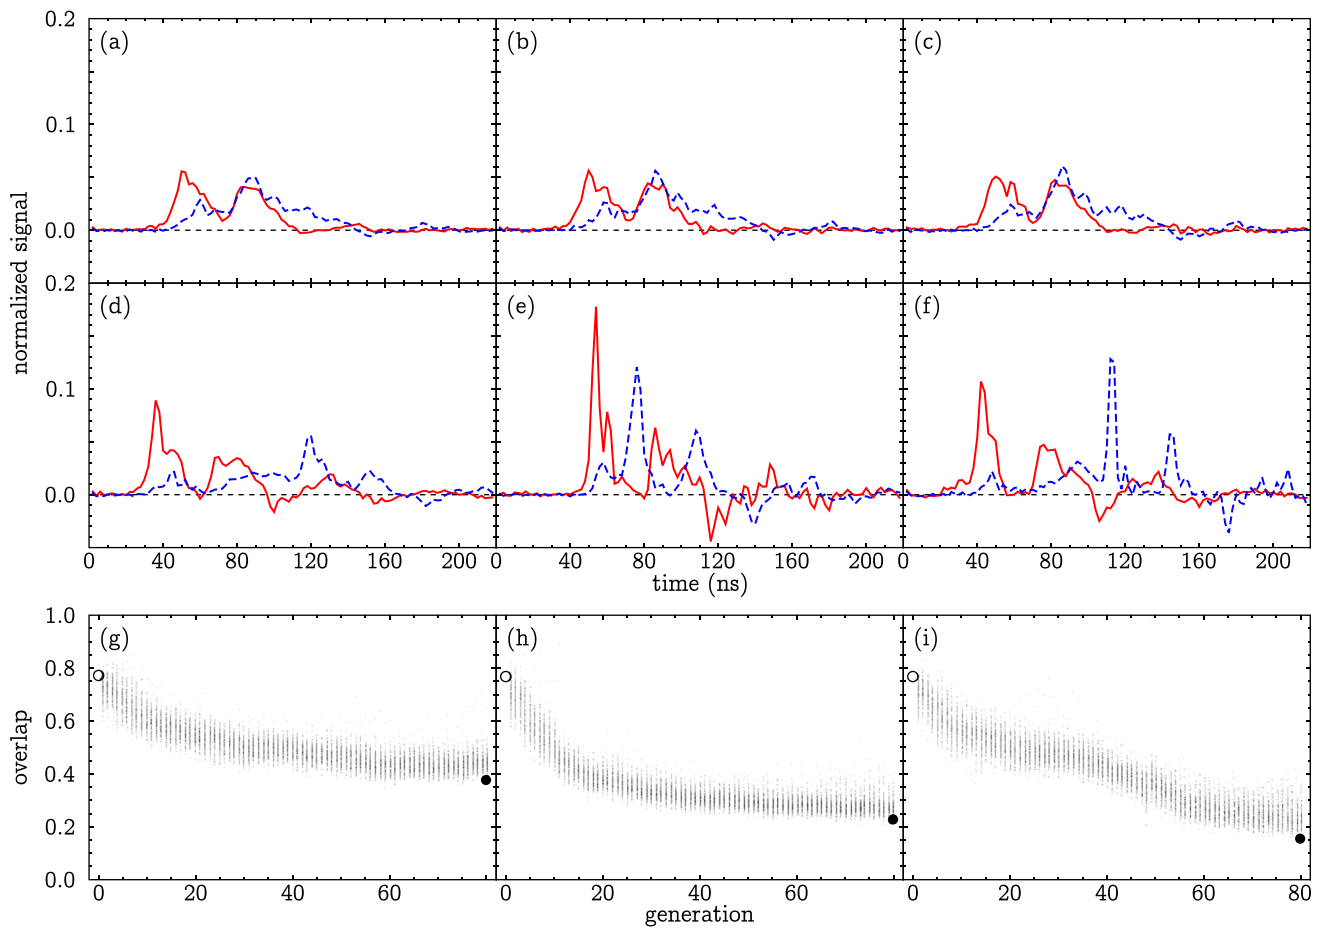 0.2
(a)
(b)
(c)
0.1
0.0
normalized signal
0.2
(d)
(e)
(f)
0.1
0.0
0 40 80 120 160 200 0 40 80 120 160 200 0 40 80 120 160 200
time (ns)
1.0
(g)
(h)
(i)
0.8
0.6
overlap
0.4
0.2
0.0
0 20 40 60 0 20 40 60 0 20 40 60 80
generation